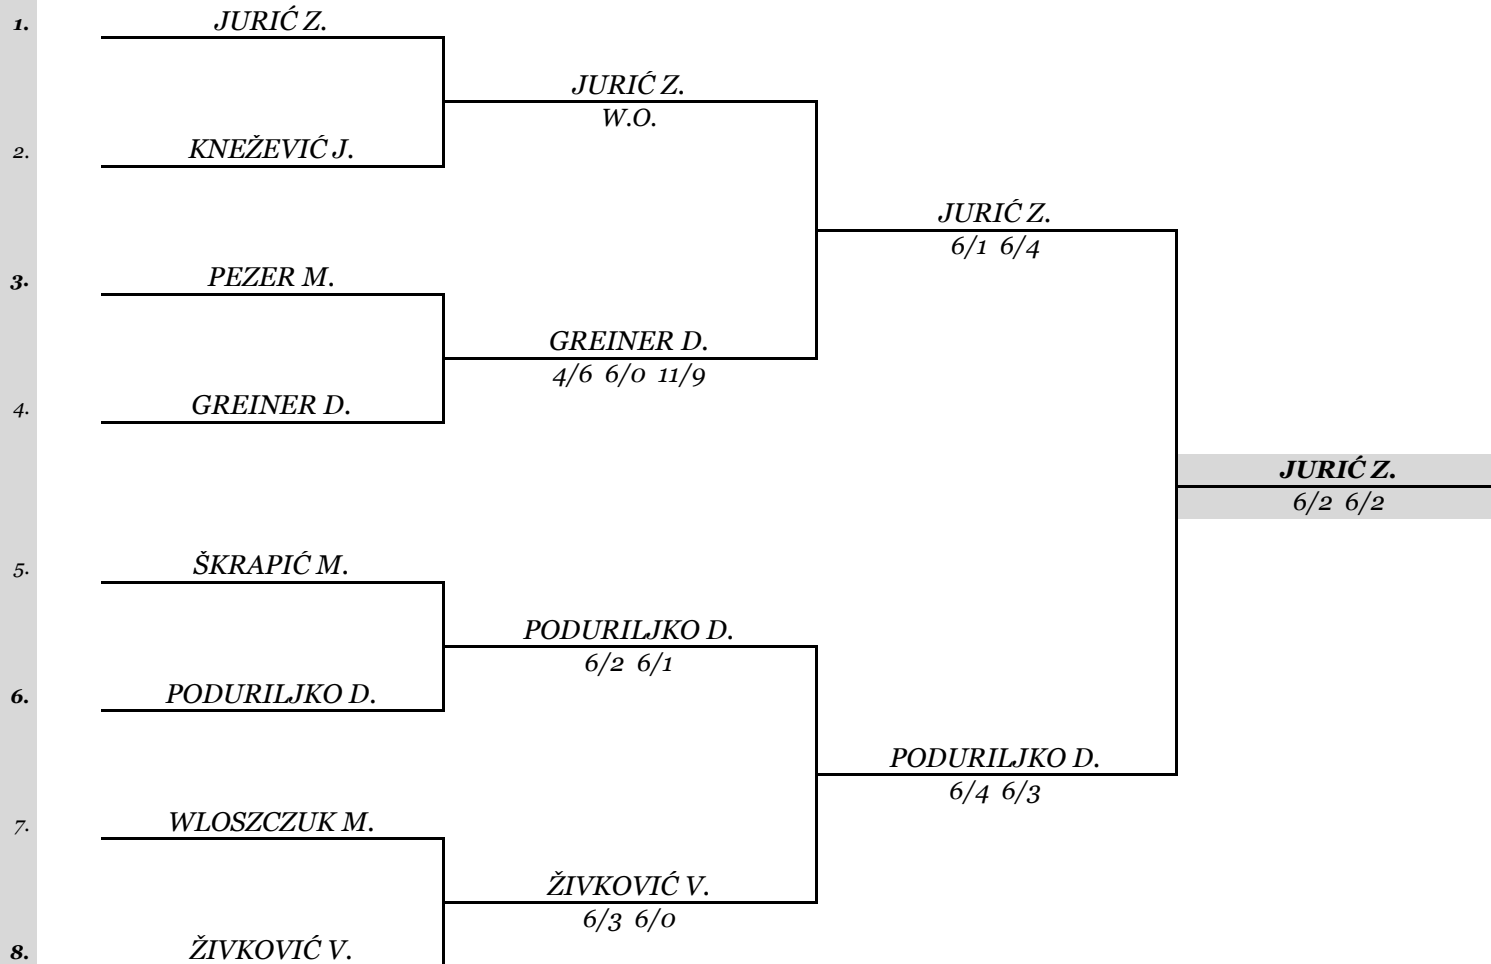 1. JURIĆ Z.
JURIĆ Z.
W.O.
2. KNEŽEVIĆ J.
JURIĆ Z.
6/1 6/4
3. PEZER M.
GREINER D.
4/6 6/0 11/9
4. GREINER D.
JURIĆ Z.
6/2 6/2
5. ŠKRAPIĆ M.
PODURILJKO D.
6/2 6/1
6. PODURILJKO D.
PODURILJKO D.
6/4 6/3
7. WLOSZCZUK M.
ŽIVKOVIĆ V.
6/3 6/0
8. ŽIVKOVIĆ V.